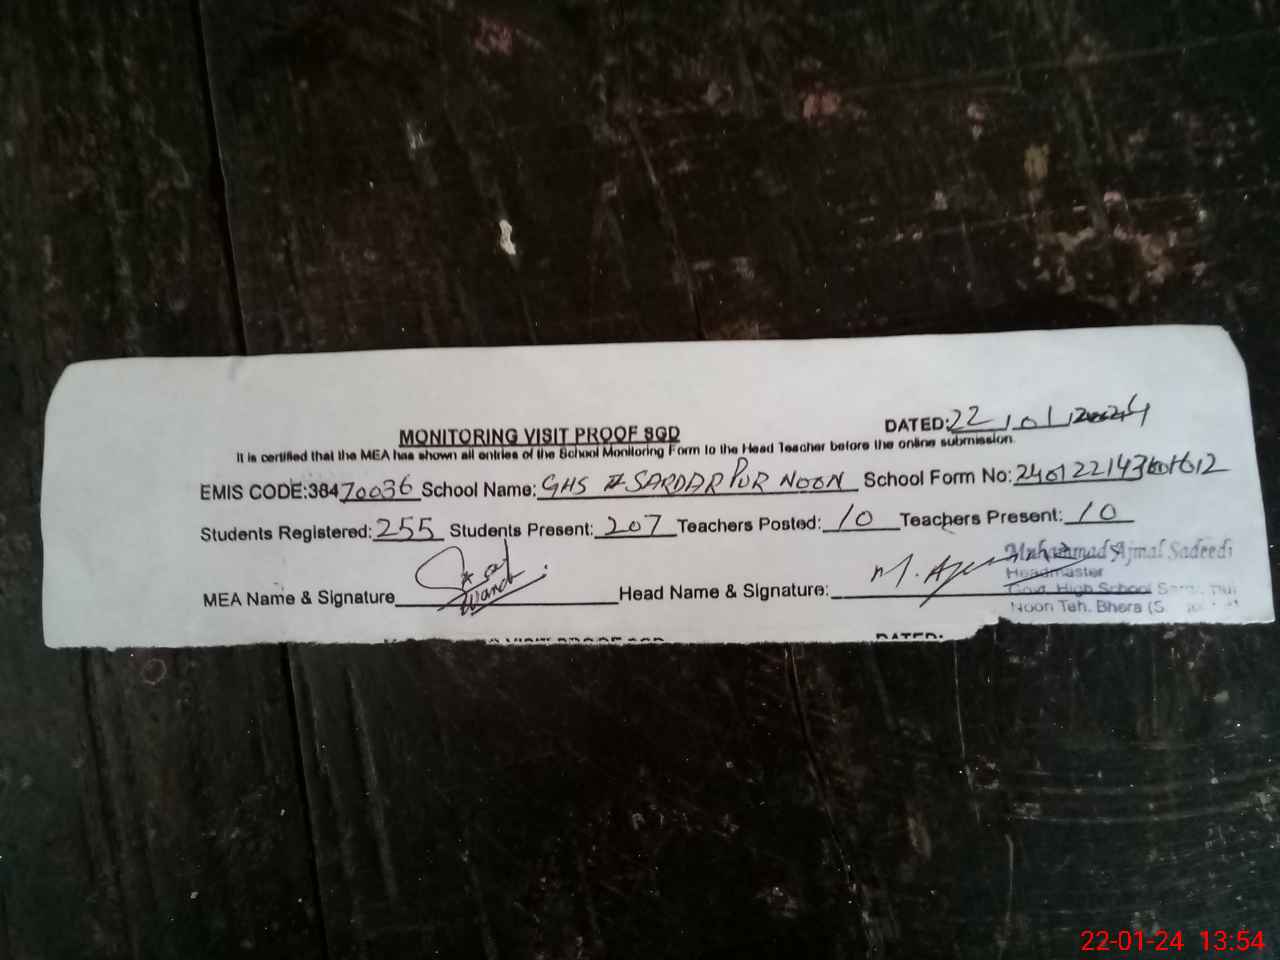 DATED: 22/01/2024
MONITORING VISIT PROOF SGD
It is certified that the MEA has shown all entries of the School Monitoring Form to the Head Teacher before the online submission.
EMIS CODE:38470036 School Name: GHS SARDAR PUR NOON School Form No:
Students Registered: 255 Students Present: 207 Teachers Posted: 10 Teachers Present: 10
MEA Name & Signature Head Name & Signature:
Muhammad Ajmal Sadeedi
Headmaster
Govt. High School
Noon Teh. Bhera (S
DATED:
22-01-24 13:54